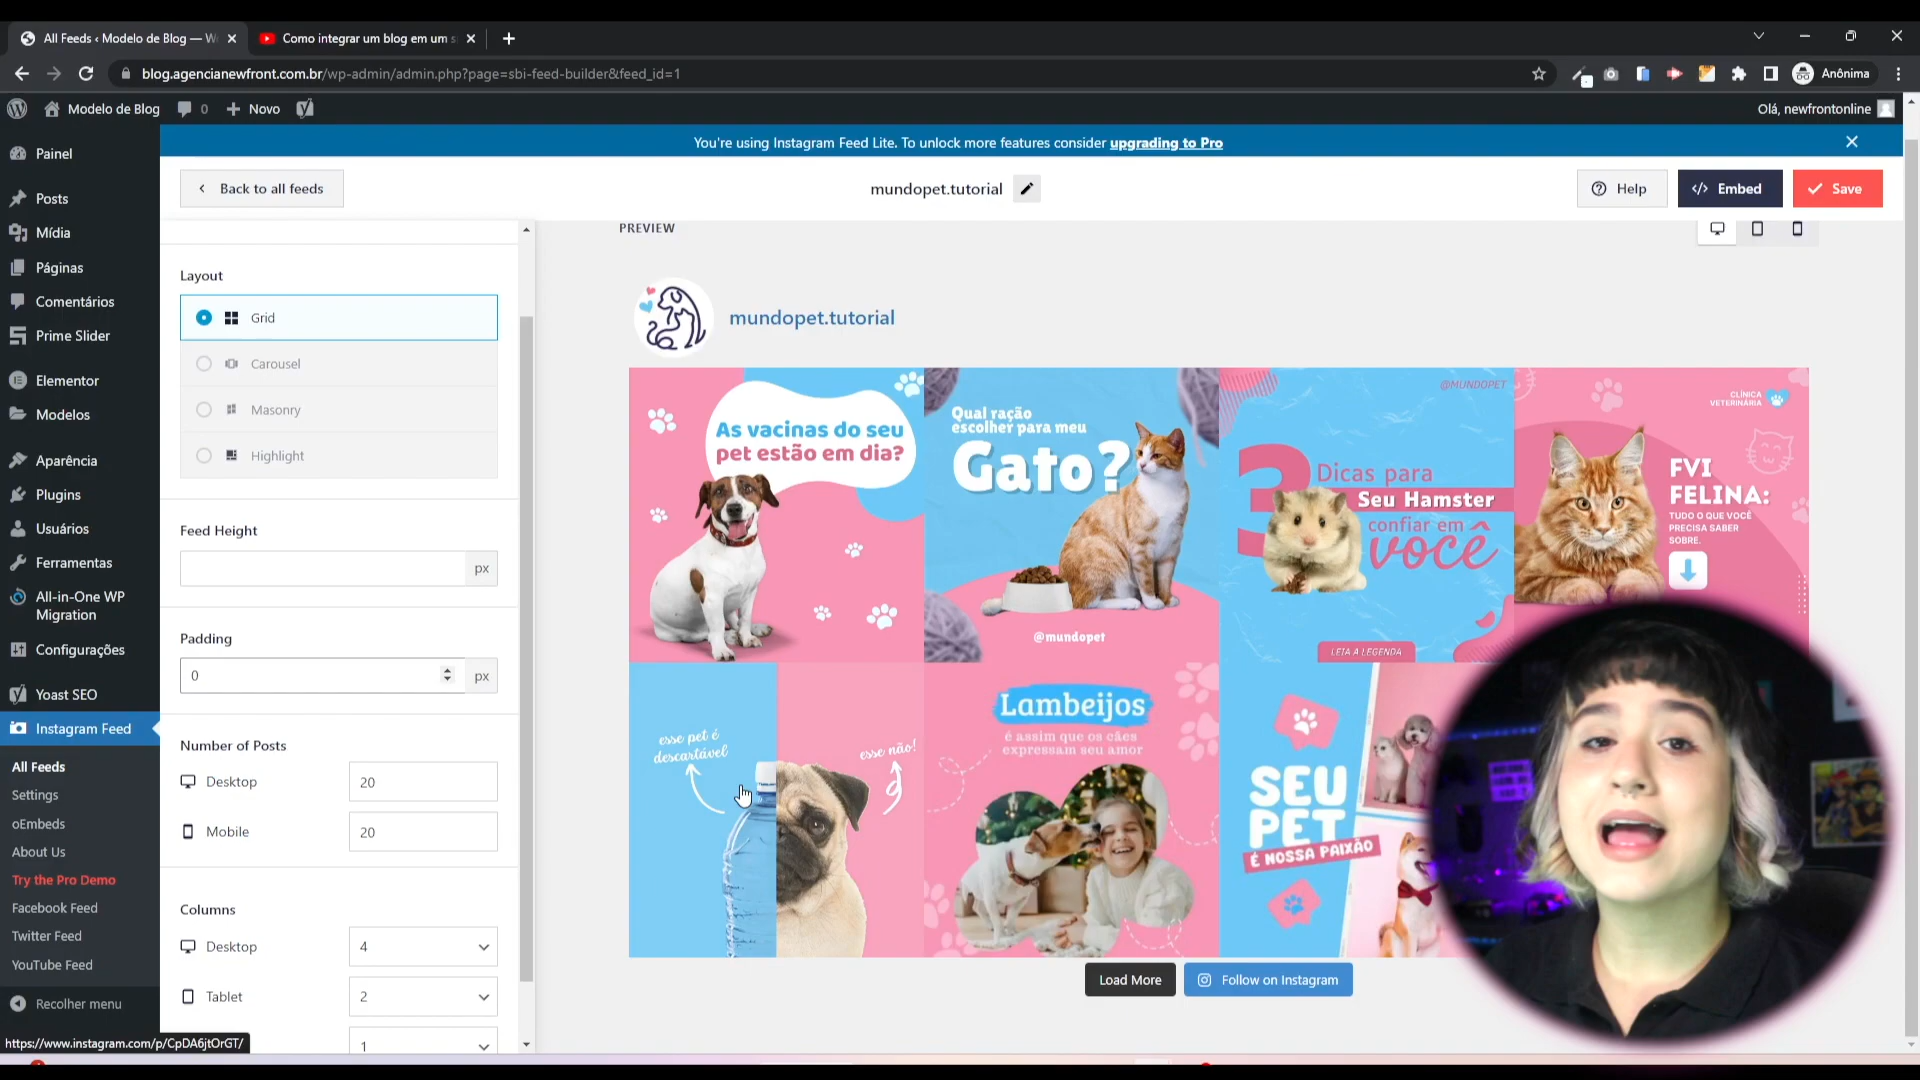 All Feeds ‹ Modelo de Blog — W
Como integrar um blog em um s
blog.agencianewfront.com.br/wp-admin/admin.php?page=sbi-feed-builder&feed_id=1
Anônima
Modelo de Blog
0
Novo
Olá, newfrontonline
You're using Instagram Feed Lite. To unlock more features consider upgrading to Pro
Back to all feeds
mundopet.tutorial
Help
Embed
Save
Painel
Posts
Mídia
Páginas
Comentários
Prime Slider
Elementor
Modelos
Aparência
Plugins
Usuários
Ferramentas
All-in-One WP
Migration
Configurações
Yoast SEO
Instagram Feed
All Feeds
Settings
oEmbeds
About Us
Try the Pro Demo
Facebook Feed
Twitter Feed
YouTube Feed
Recolher menu
https://www.instagram.com/p/CpDA6jtOrGT/
Layout
Grid
Carousel
Masonry
Highlight
Feed Height
px
Padding
0
px
Number of Posts
Desktop
20
Mobile
20
Columns
Desktop
4
Tablet
2
1
PREVIEW
mundopet.tutorial
As vacinas do seu
pet estão em dia?
Qual ração
escolher para meu
Gato?
@mundopet
@MUNDOPET
3
Dicas para
Seu Hamster
confiar em
você
LEIA A LEGENDA
CLÍNICA
VETERINÁRIA
FVI
FELINA:
TUDO O QUE VOCÊ
PRECISA SABER
SOBRE.
esse pet é
descartável
esse não!
Lambeijos
é assim que os cães
expressam seu amor
SEU
PET
É NOSSA PAIXÃO
Load More
Follow on Instagram